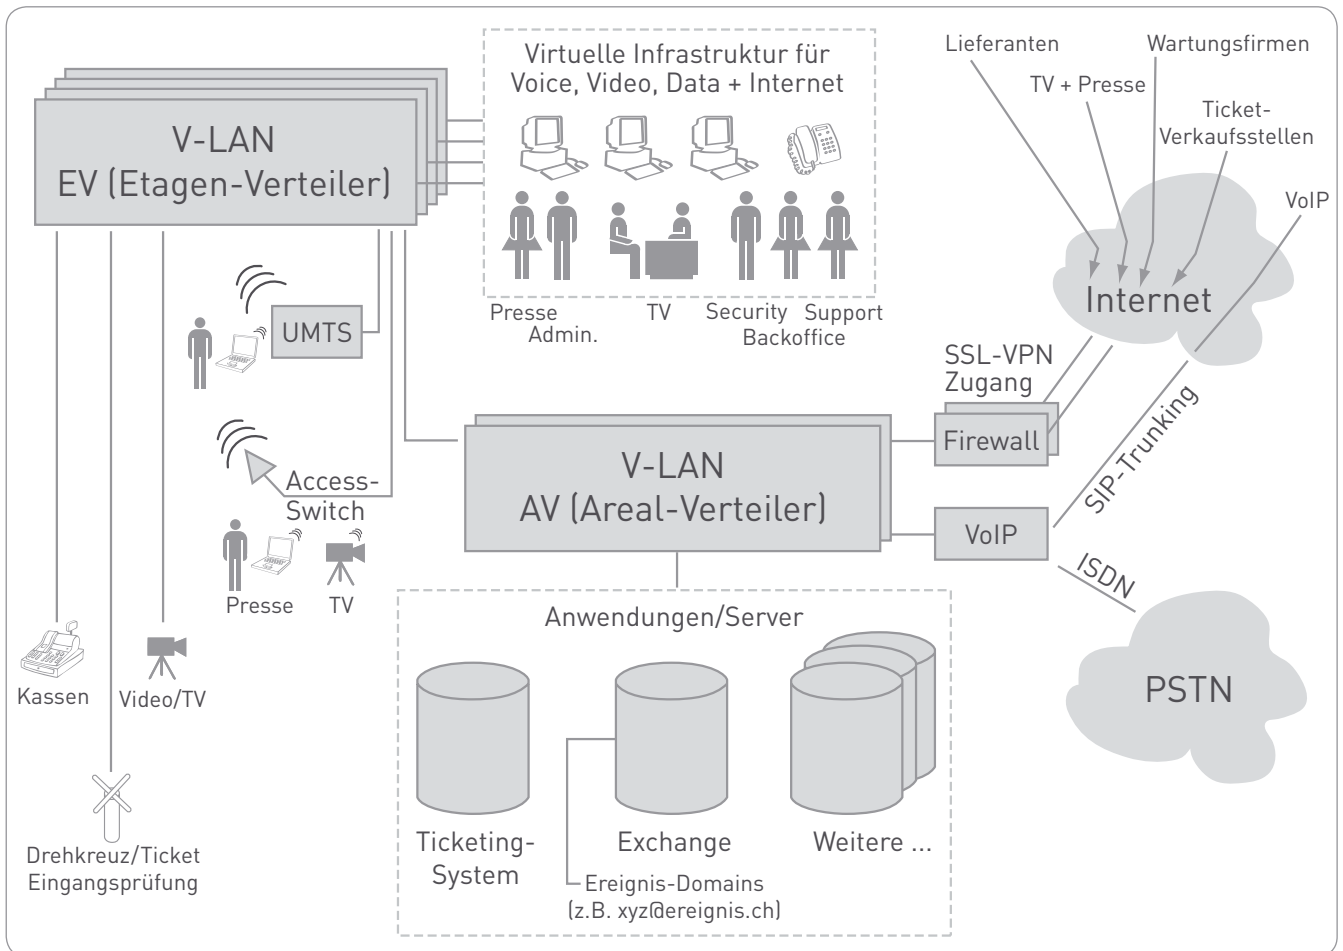 Virtuelle Infrastruktur für
Voice, Video, Data + Internet
Lieferanten
Wartungsfirmen
TV + Presse
Ticket-
Verkaufsstellen
VoIP
V-LAN
EV (Etagen-Verteiler)
Presse
Admin.
TV
Security
Support
Backoffice
Internet
UMTS
SSL-VPN
Zugang
Firewall
SIP-Trunking
V-LAN
AV (Areal-Verteiler)
Access-
Switch
VoIP
ISDN
Presse
TV
Anwendungen/Server
Kassen
Video/TV
PSTN
Drehkreuz/Ticket
Eingangsprüfung
Ticketing-
System
Exchange
Weitere ...
Ereignis-Domains
(z.B. xyz@ereignis.ch)